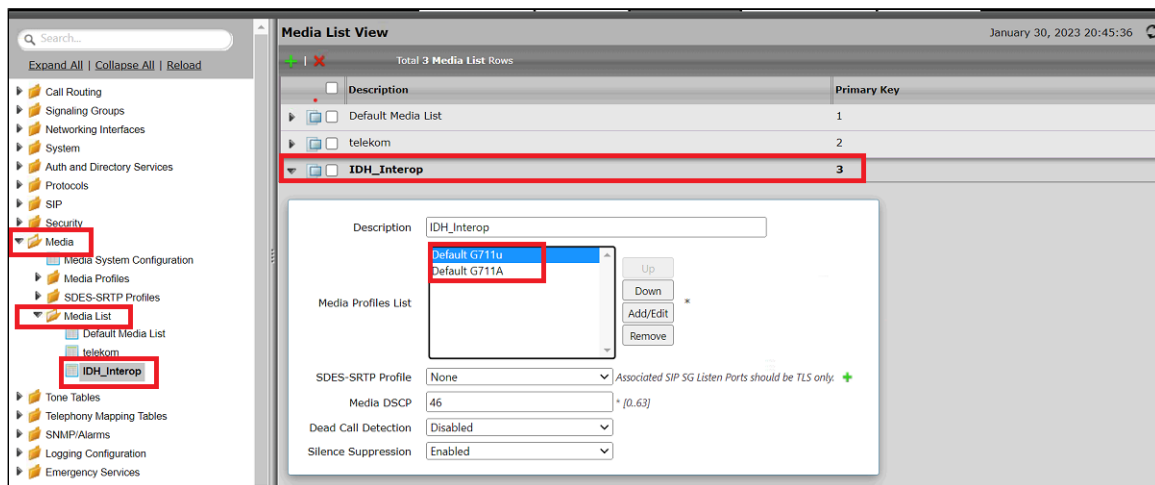 Search...
Expand All | Collapse All | Reload
Call Routing
Signaling Groups
Networking Interfaces
System
Auth and Directory Services
Protocols
SIP
Security
Media
Media System Configuration
Media Profiles
SDES-SRTP Profiles
Media List
Default Media List
telekom
IDH_Interop
Tone Tables
Telephony Mapping Tables
SNMP/Alarms
Logging Configuration
Emergency Services
Media List View January 30, 2023 20:45:36
| Total 3 Media List Rows
* Description Primary Key
Default Media List 1
telekom 2
IDH_Interop 3
Description IDH_Interop
Media Profiles List
Default G711u
Default G711A
Up
Down
*
Add/Edit
Remove
SDES-SRTP Profile None Associated SIP SG Listen Ports should be TLS only.
Media DSCP 46 * [0..63]
Dead Call Detection Disabled
Silence Suppression Enabled